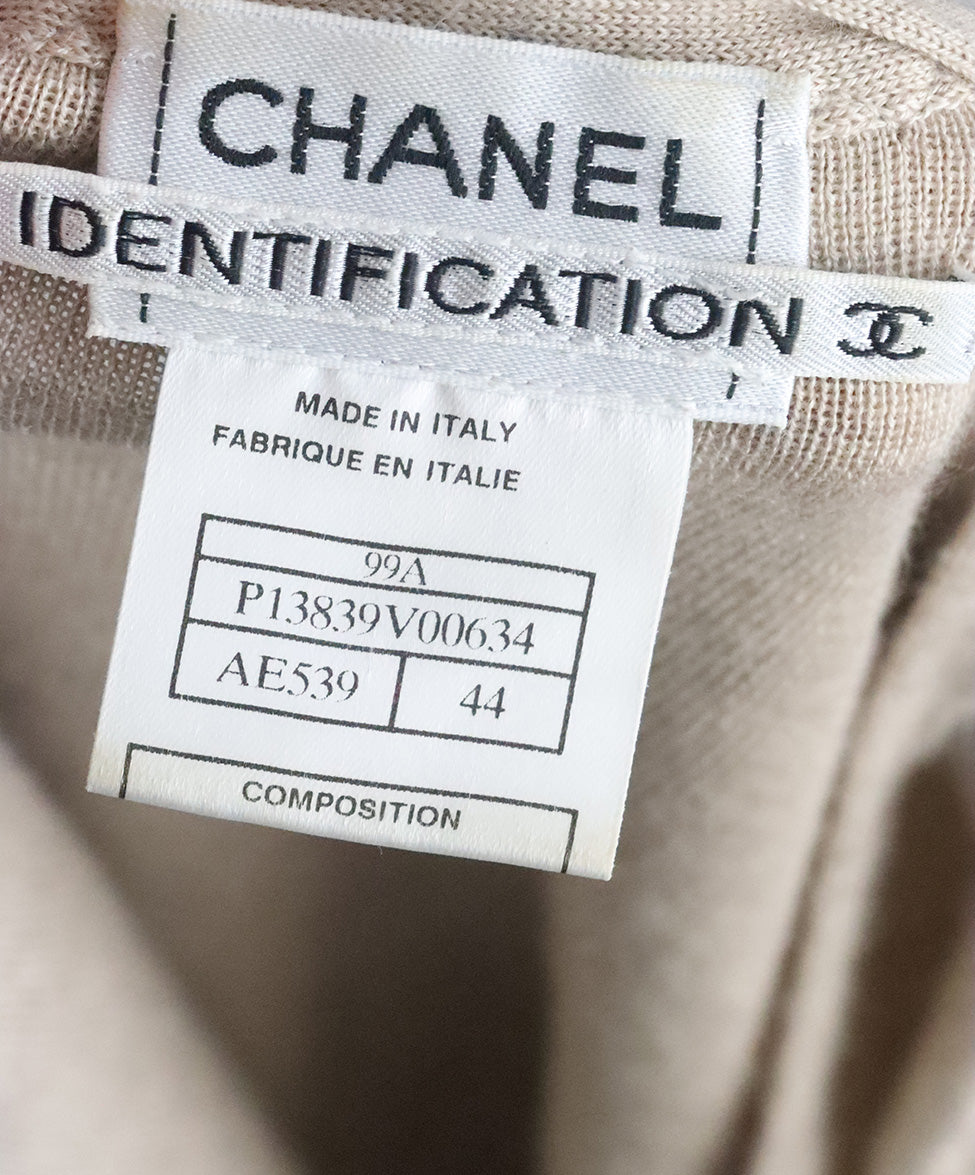 CHANEL
IDENTIFICATION
MADE IN ITALY
FABRIQUE EN ITALIE
99A
P13839V00634
AE539 44
COMPOSITION